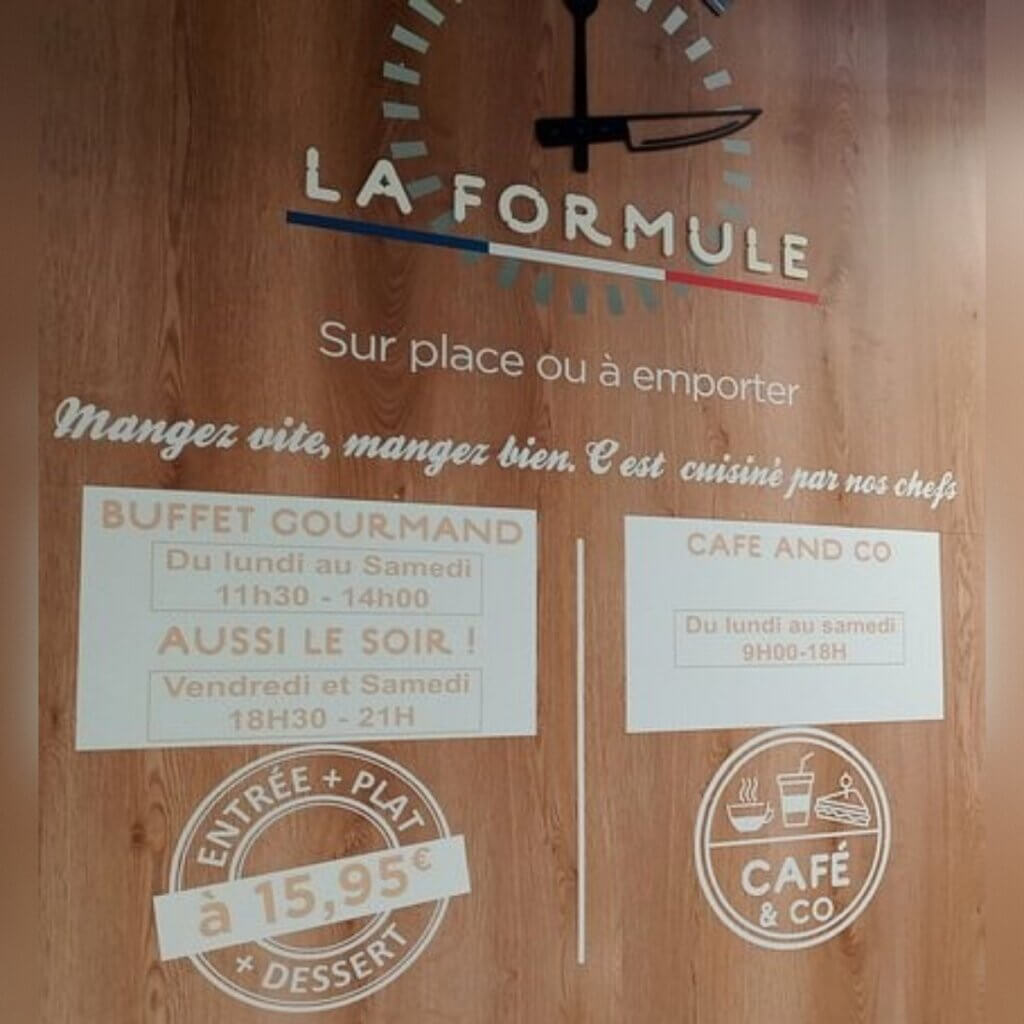 LA FORMULE
Sur place ou à emporter
Mangez vite, mangez bien. C est cuisiné par nos chefs
BUFFET GOURMAND
Du lundi au Samedi
11h30 - 14h00
AUSSI LE SOIR !
Vendredi et Samedi
18H30 - 21H
ENTRÉE + PLAT
à 15,95€
+ DESSERT
CAFE AND CO
Du lundi au samedi
9H00-18H
CAFÉ
& CO